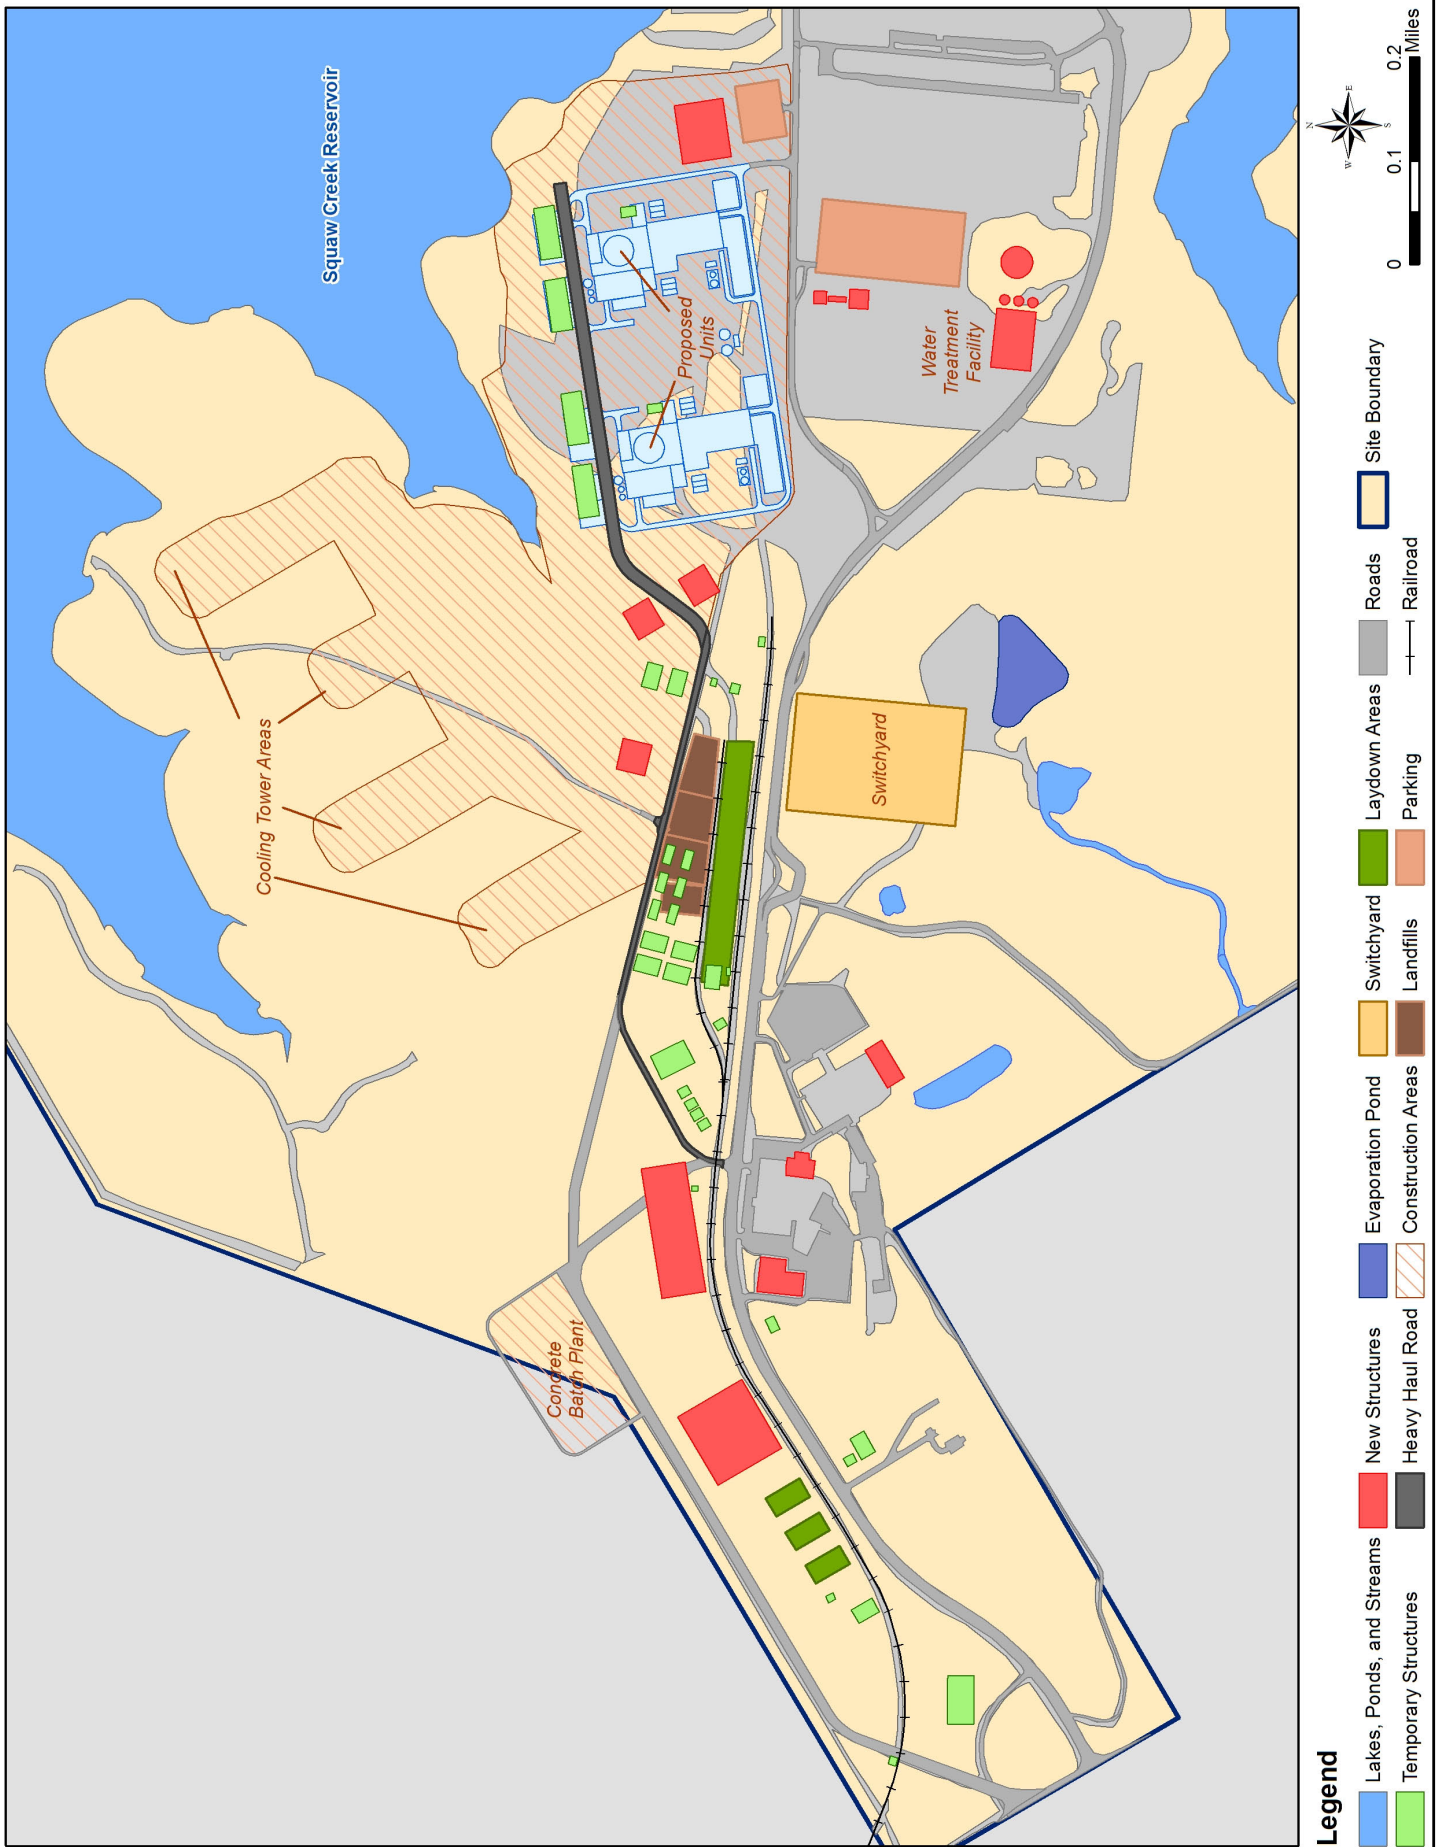 Squaw Creek Reservoir
Cooling Tower Areas
Proposed
Units
Water
Treatment
Facility
Switchyard
Concrete
Batch Plant
N
W
E
S
0
0.1
0.2
Miles
Legend
Lakes, Ponds, and Streams
New Structures
Evaporation Pond
Switchyard
Laydown Areas
Roads
Site Boundary
Temporary Structures
Heavy Haul Road
Construction Areas
Landfills
Parking
Railroad